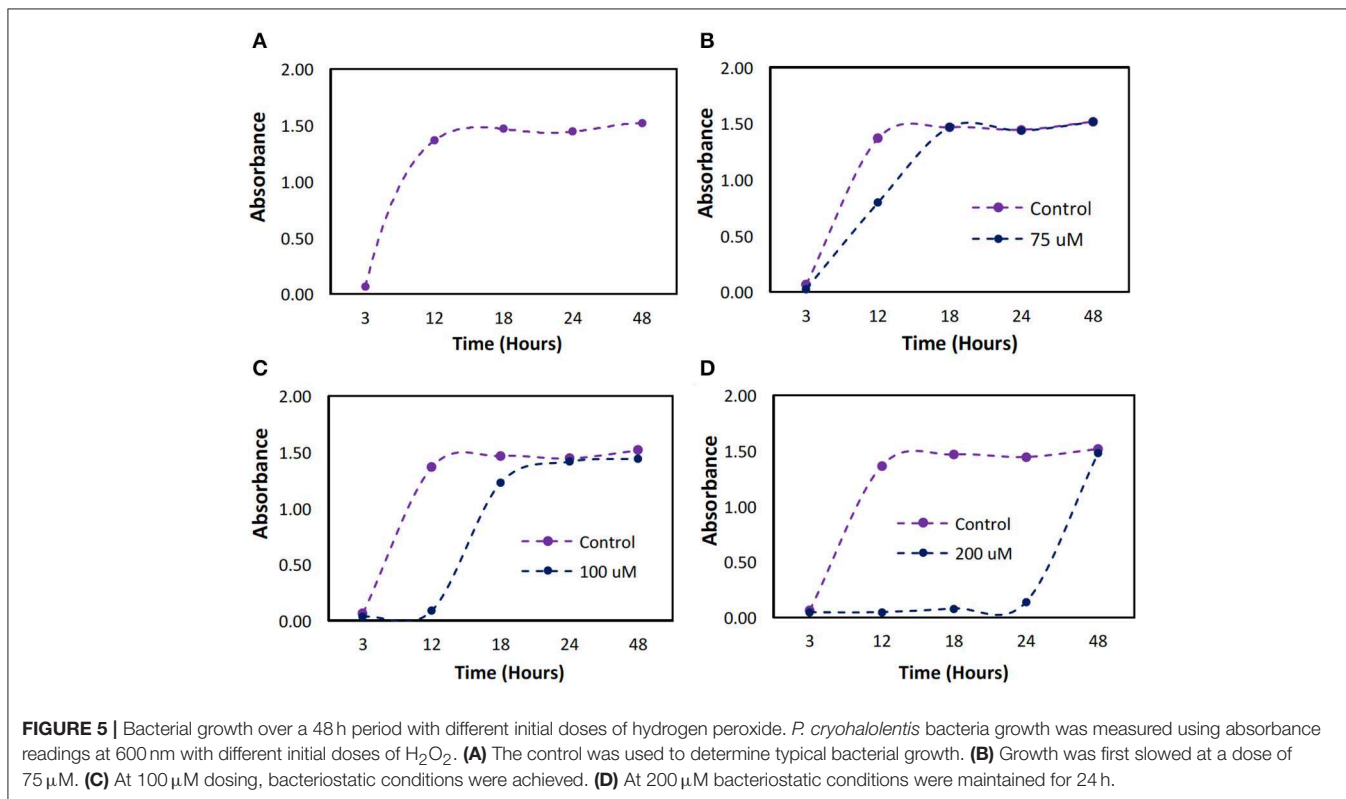 A
2.00
1.50
1.00
0.50
0.00
Absorbance
3 12 18 24 48
Time (Hours)
B
2.00
1.50
1.00
0.50
0.00
Absorbance
Control
75 uM
3 12 18 24 48
Time (Hours)
C
2.00
1.50
1.00
0.50
0.00
Absorbance
Control
100 uM
3 12 18 24 48
Time (Hours)
D
2.00
1.50
1.00
0.50
0.00
Absorbance
Control
200 uM
3 12 18 24 48
Time (Hours)
FIGURE 5 | Bacterial growth over a 48 h period with different initial doses of hydrogen peroxide. P. cryohalolentis bacteria growth was measured using absorbance
readings at 600 nm with different initial doses of H₂O₂. (A) The control was used to determine typical bacterial growth. (B) Growth was first slowed at a dose of
75 μM. (C) At 100 μM dosing, bacteriostatic conditions were achieved. (D) At 200 μM bacteriostatic conditions were maintained for 24 h.